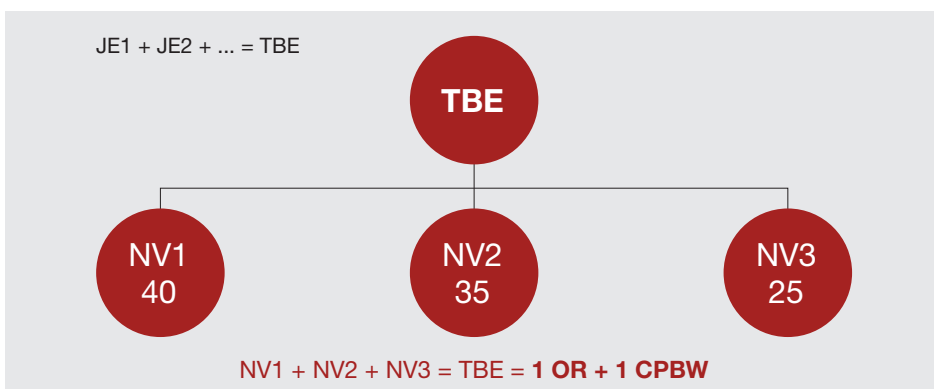 JE1 + JE2 + ... = TBE
TBE
NV1
40
NV2
35
NV3
25
NV1 + NV2 + NV3 = TBE = 1 OR + 1 CPBW